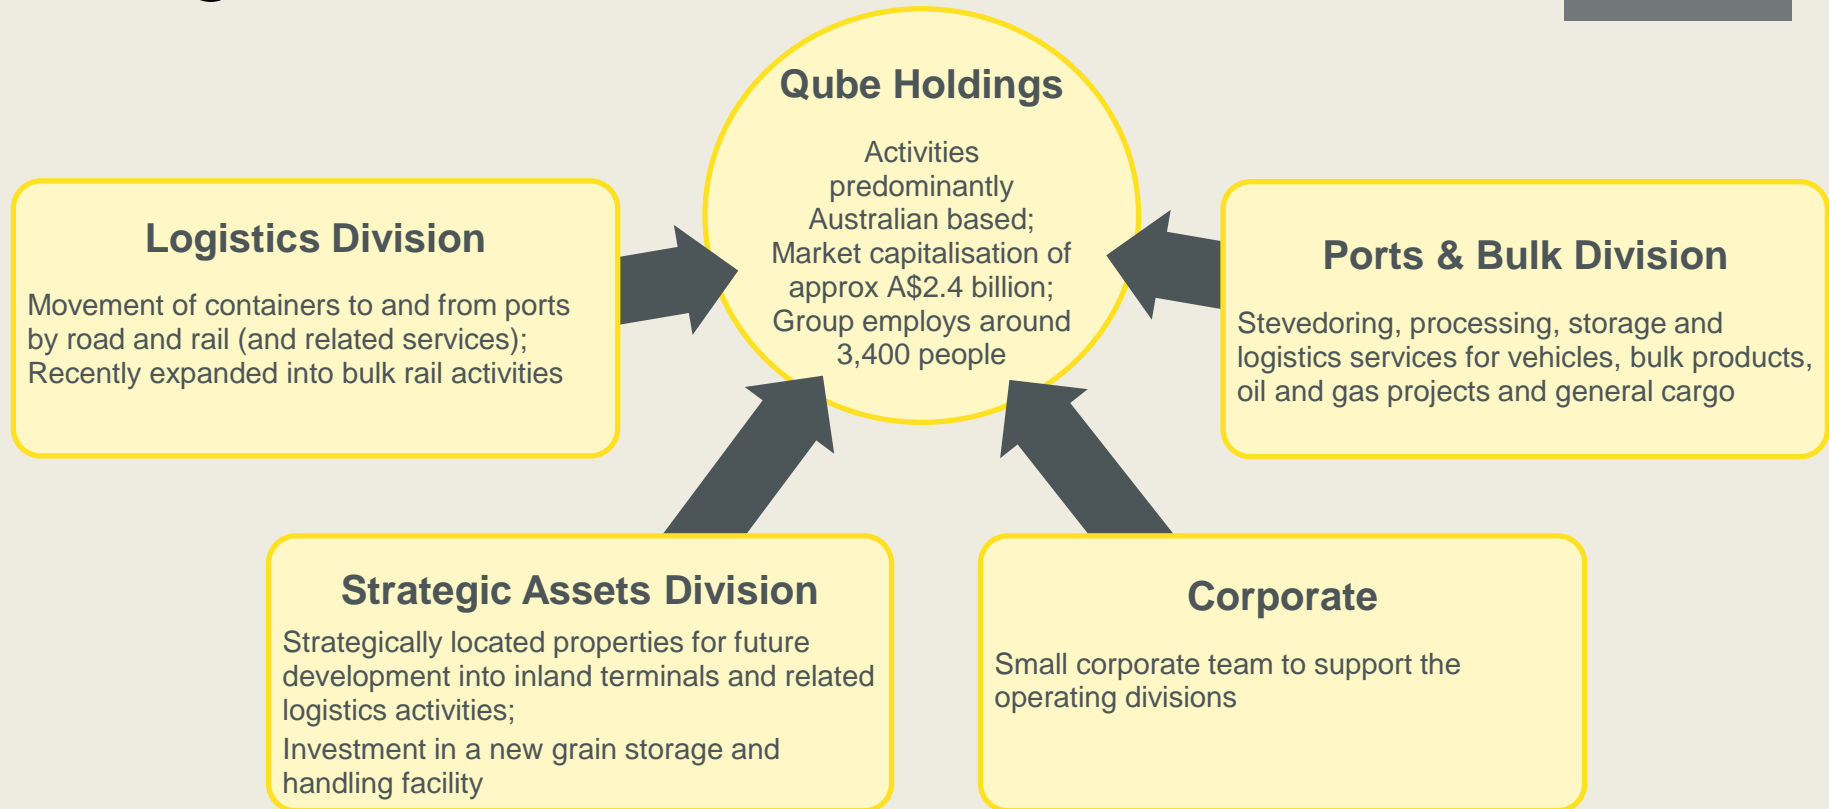 Qube Holdings
Activities
predominantly
Australian based;
Market capitalisation of
approx A$2.4 billion;
Group employs around
3,400 people
Logistics Division
Movement of containers to and from ports
by road and rail (and related services);
Recently expanded into bulk rail activities
Ports & Bulk Division
Stevedoring, processing, storage and
logistics services for vehicles, bulk products,
oil and gas projects and general cargo
Strategic Assets Division
Strategically located properties for future
development into inland terminals and related
logistics activities;
Investment in a new grain storage and
handling facility
Corporate
Small corporate team to support the
operating divisions